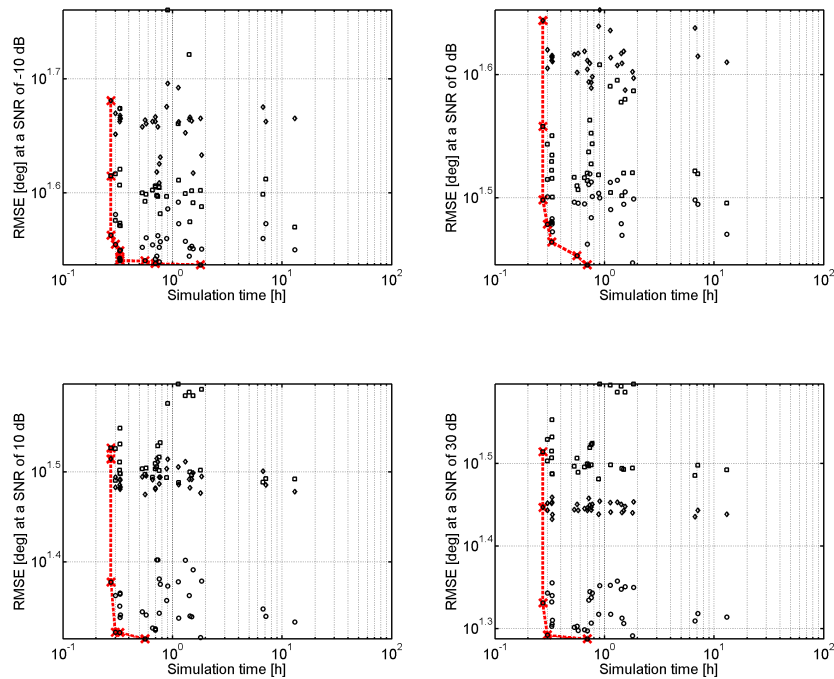 RMSE [deg] at a SNR of -10 dB
10^1.7
10^1.6
10^-1 10^0 10^1 10^2
Simulation time [h]
RMSE [deg] at a SNR of 0 dB
10^1.6
10^1.5
10^-1 10^0 10^1 10^2
Simulation time [h]
RMSE [deg] at a SNR of 10 dB
10^1.5
10^1.4
10^-1 10^0 10^1 10^2
Simulation time [h]
RMSE [deg] at a SNR of 30 dB
10^1.5
10^1.4
10^1.3
10^-1 10^0 10^1 10^2
Simulation time [h]